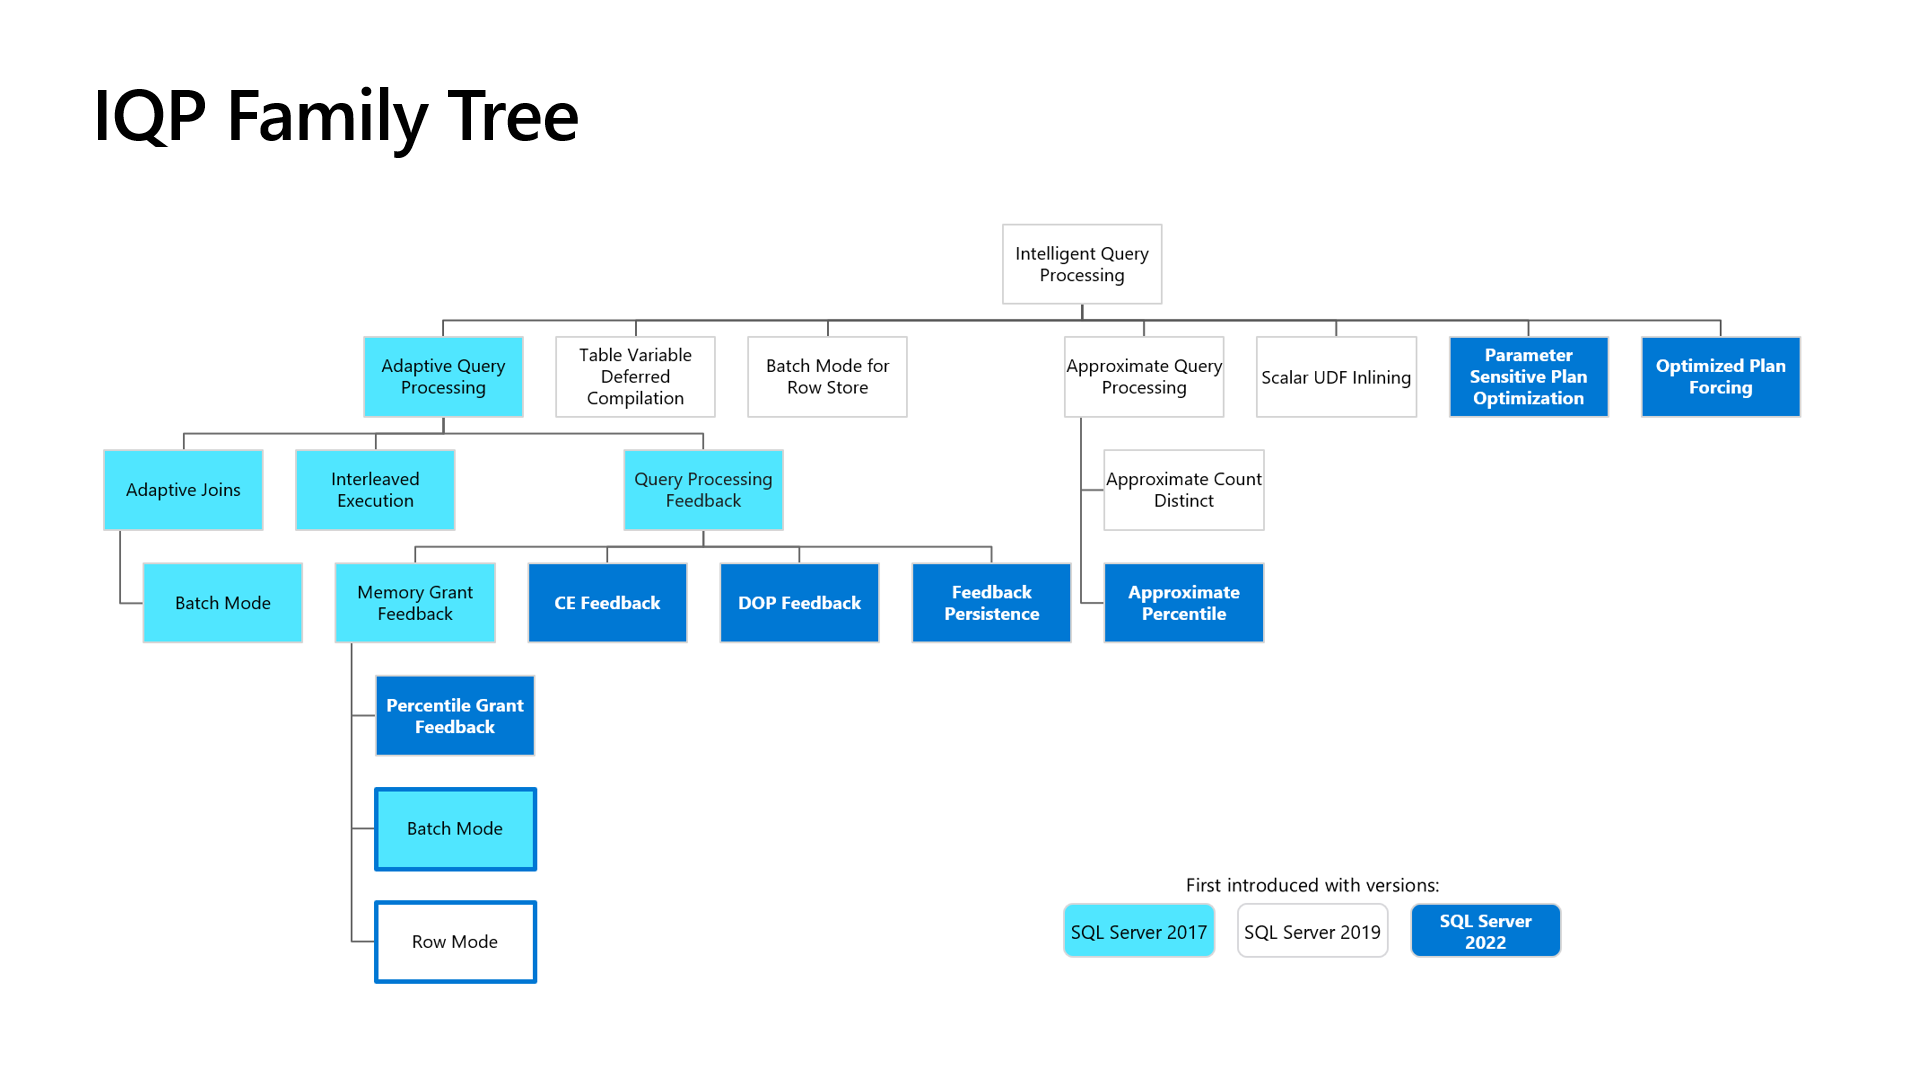 IQP Family Tree
Intelligent Query
Processing
Adaptive Query
Processing
Table Variable
Deferred
Compilation
Batch Mode for
Row Store
Approximate Query
Processing
Scalar UDF Inlining
Parameter
Sensitive Plan
Optimization
Optimized Plan
Forcing
Adaptive Joins
Interleaved
Execution
Query Processing
Feedback
Approximate Count
Distinct
Batch Mode
Memory Grant
Feedback
CE Feedback
DOP Feedback
Feedback
Persistence
Approximate
Percentile
Percentile Grant
Feedback
Batch Mode
Row Mode
First introduced with versions:
SQL Server 2017
SQL Server 2019
SQL Server
2022